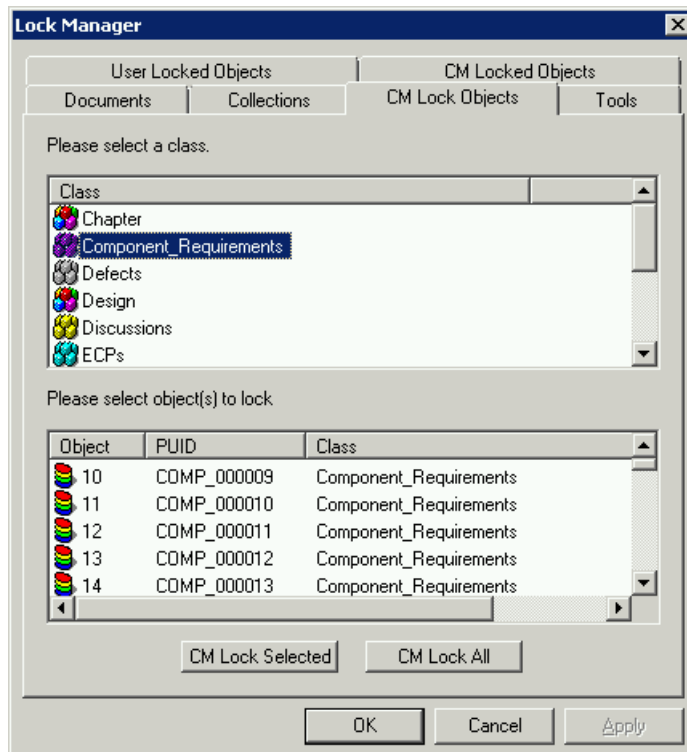 Lock Manager
User Locked Objects CM Locked Objects
Documents Collections CM Lock Objects Tools
Please select a class.
Class
Chapter
Component_Requirements
Defects
Design
Discussions
ECPs
Please select object(s) to lock
Object PUID Class
10 COMP_000009 Component_Requirements
11 COMP_000010 Component_Requirements
12 COMP_000011 Component_Requirements
13 COMP_000012 Component_Requirements
14 COMP_000013 Component_Requirements
CM Lock Selected CM Lock All
OK Cancel Apply